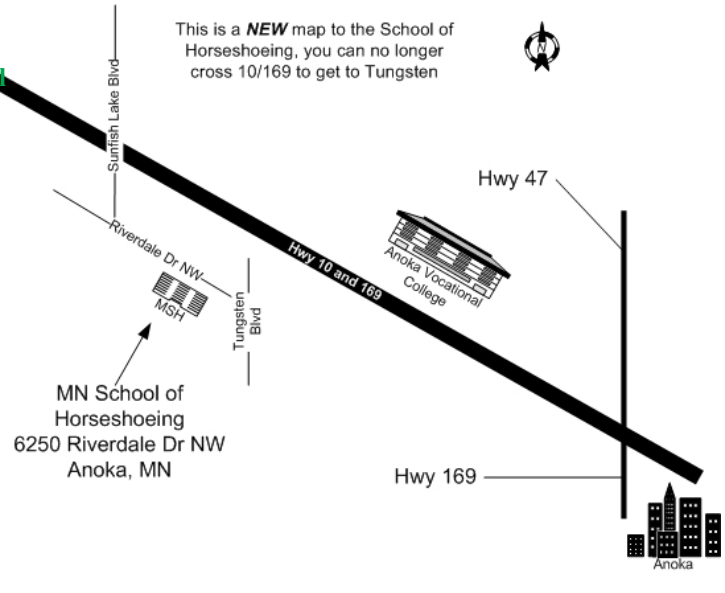 This is a NEW map to the School of
Horseshoeing, you can no longer
cross 10/169 to get to Tungsten
N
Sunfish Lake Blvd
Hwy 47
Riverdale Dr NW
Hwy 10 and 169
Anoka Vocational
College
MSH
Tungsten
Blvd
MN School of
Horseshoeing
6250 Riverdale Dr NW
Anoka, MN
Hwy 169
Anoka